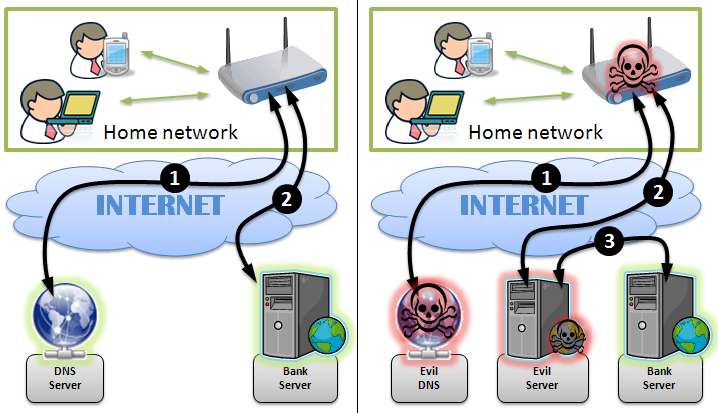 Home network
1
2
INTERNET
DNS
Server
Bank
Server
Home network
1
2
INTERNET
3
Evil
DNS
Evil
Server
Bank
Server